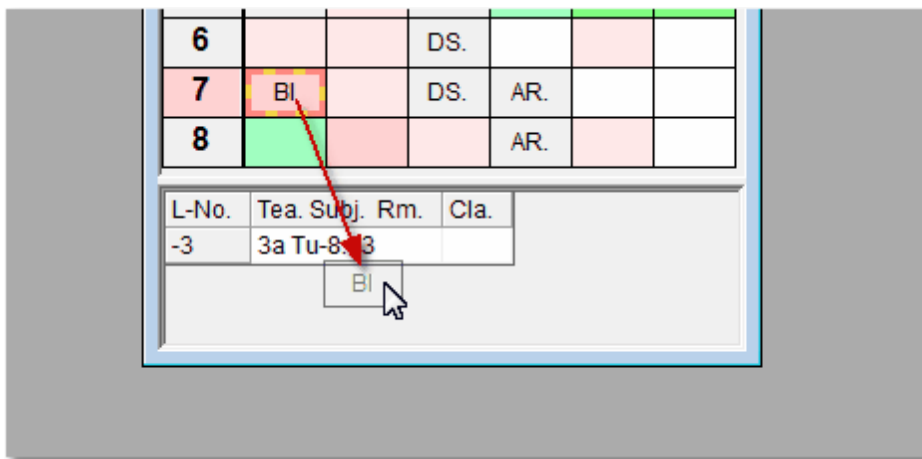 6 DS.
7 BI DS. AR.
8 AR.
L-No. Tea. Subj. Rm. Cla.
-3 3a Tu-8.
BI